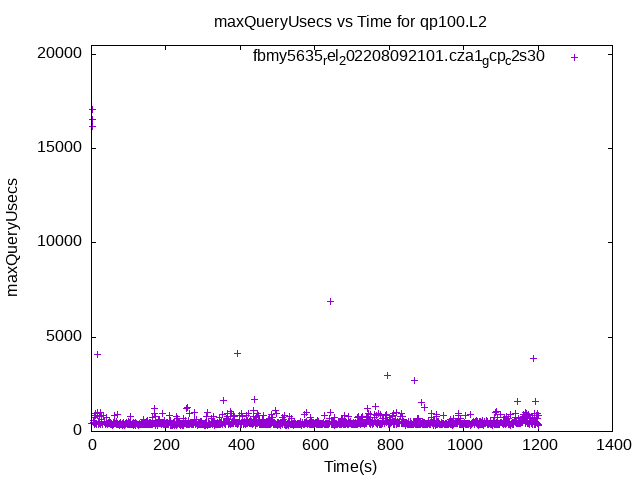 maxQueryUsecs vs Time for qp100.L2
fbmy5635rel202208092101.cza1gcpc2s30
20000
15000
10000
5000
0
maxQueryUsecs
0 200 400 600 800 1000 1200 1400
Time(s)